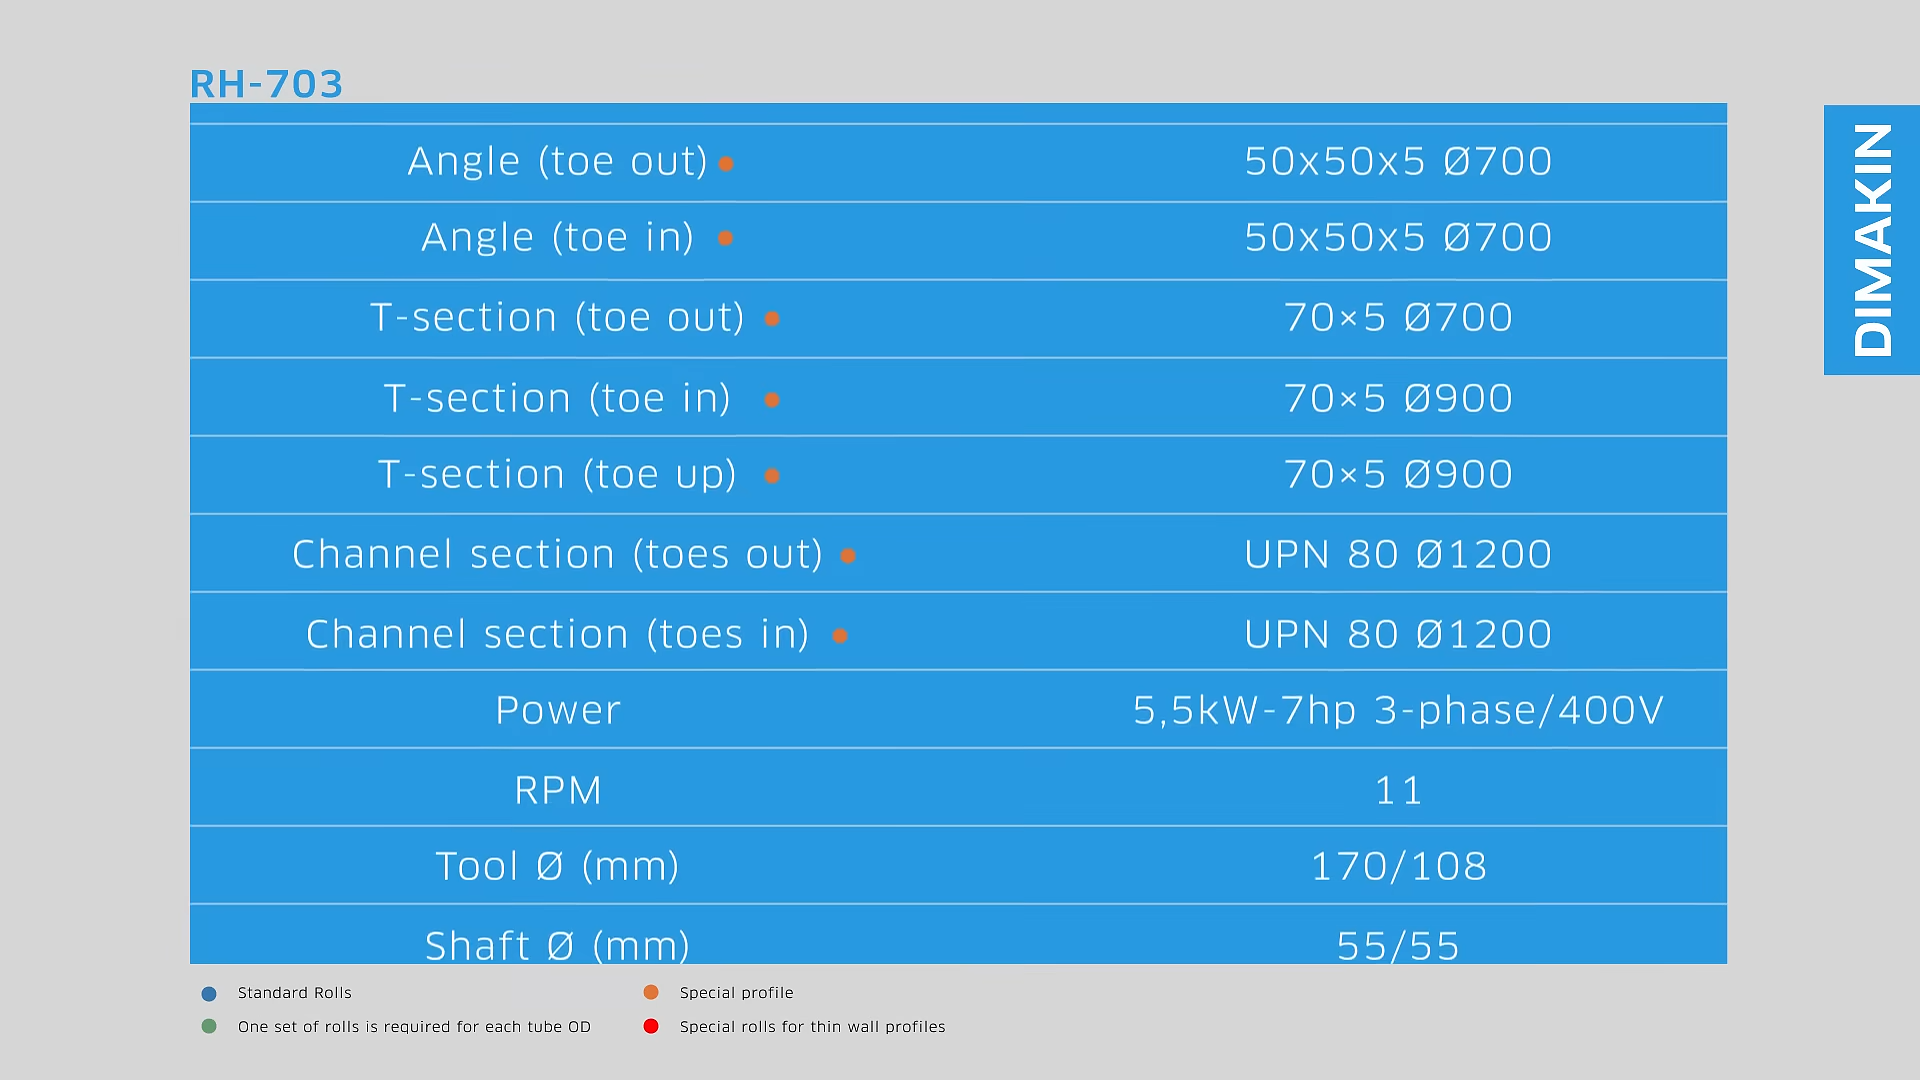 RH-703
Angle (toe out) 50x50x5 Ø700
Angle (toe in) 50x50x5 Ø700
T-section (toe out) 70×5 Ø700
T-section (toe in) 70×5 Ø900
T-section (toe up) 70×5 Ø900
Channel section (toes out) UPN 80 Ø1200
Channel section (toes in) UPN 80 Ø1200
Power 5,5kW-7hp 3-phase/400V
RPM 11
Tool Ø (mm) 170/108
Shaft Ø (mm) 55/55
Standard Rolls
Special profile
One set of rolls is required for each tube OD
Special rolls for thin wall profiles
DIMAKIN